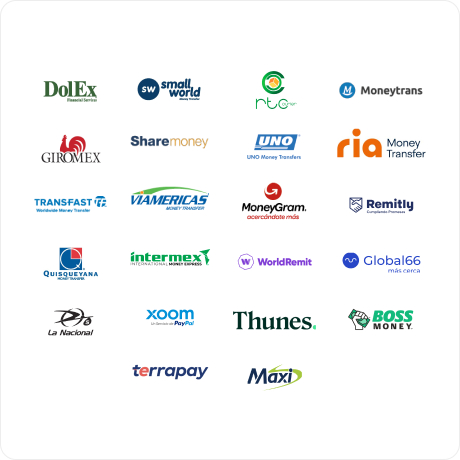 DolEx
Financial Services
SW small world
Money Transfer
rtc
M Moneytrans
GIROMEX
Sharemoney
UNO
UNO Money Transfers
ria Money Transfer
TRANSFAST
Worldwide Money Transfer
VIAMERICAS
MONEY TRANSFER
MoneyGram.
acercándote más
Remitly
Cumpliendo Promesas
QUISQUEYANA
MONEY TRANSFER
intermex
INTERNATIONAL MONEY EXPRESS
W WorldRemit
Global66
más cerca
La Nacional
xoom
Un Servicio de PayPal
Thunes.
BOSS
MONEY
terrapay
Maxi